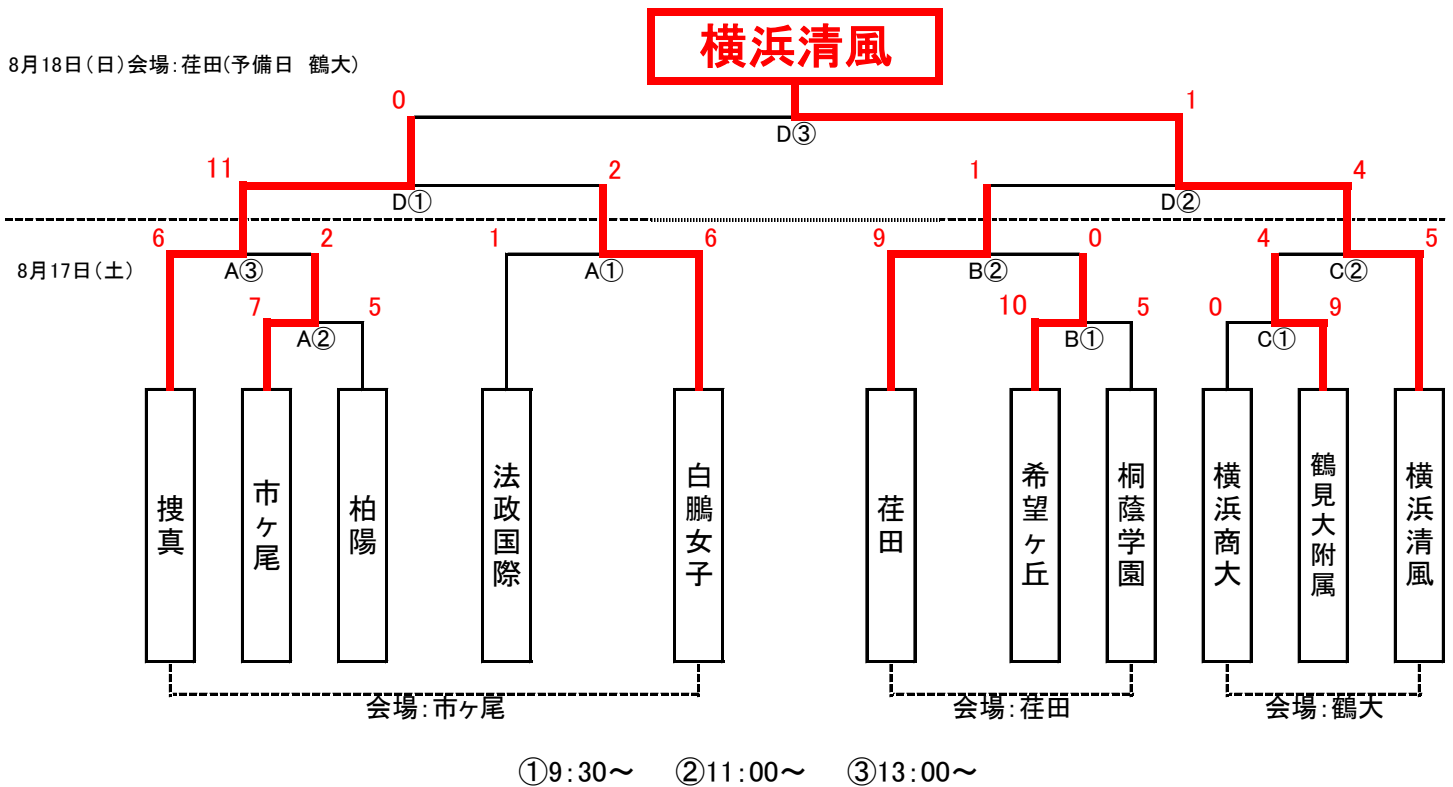 横浜清風
8月18日(日)会場:荏田(予備日　鶴大)
0 1
D③
11 2 1 4
D① D②
6 2 1 6 9 0 4 5
8月17日(土) A③ A① B② C②
7 5 10 5 0 9
A② B① C①
捜真
市ヶ尾
柏陽
法政国際
白鵬女子
荏田
希望ヶ丘
桐蔭学園
横浜商大
鶴見大附属
横浜清風
会場:市ヶ尾 会場:荏田 会場:鶴大
①9:30～ ②11:00～ ③13:00～